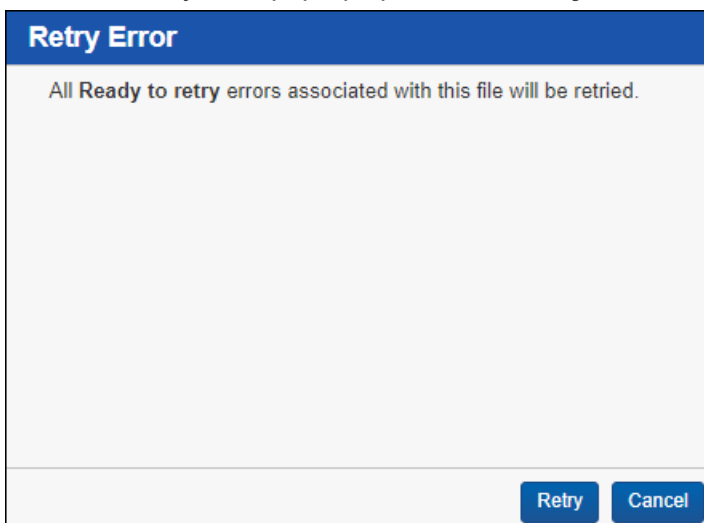 Retry Error
All Ready to retry errors associated with this file will be retried.
Retry Cancel